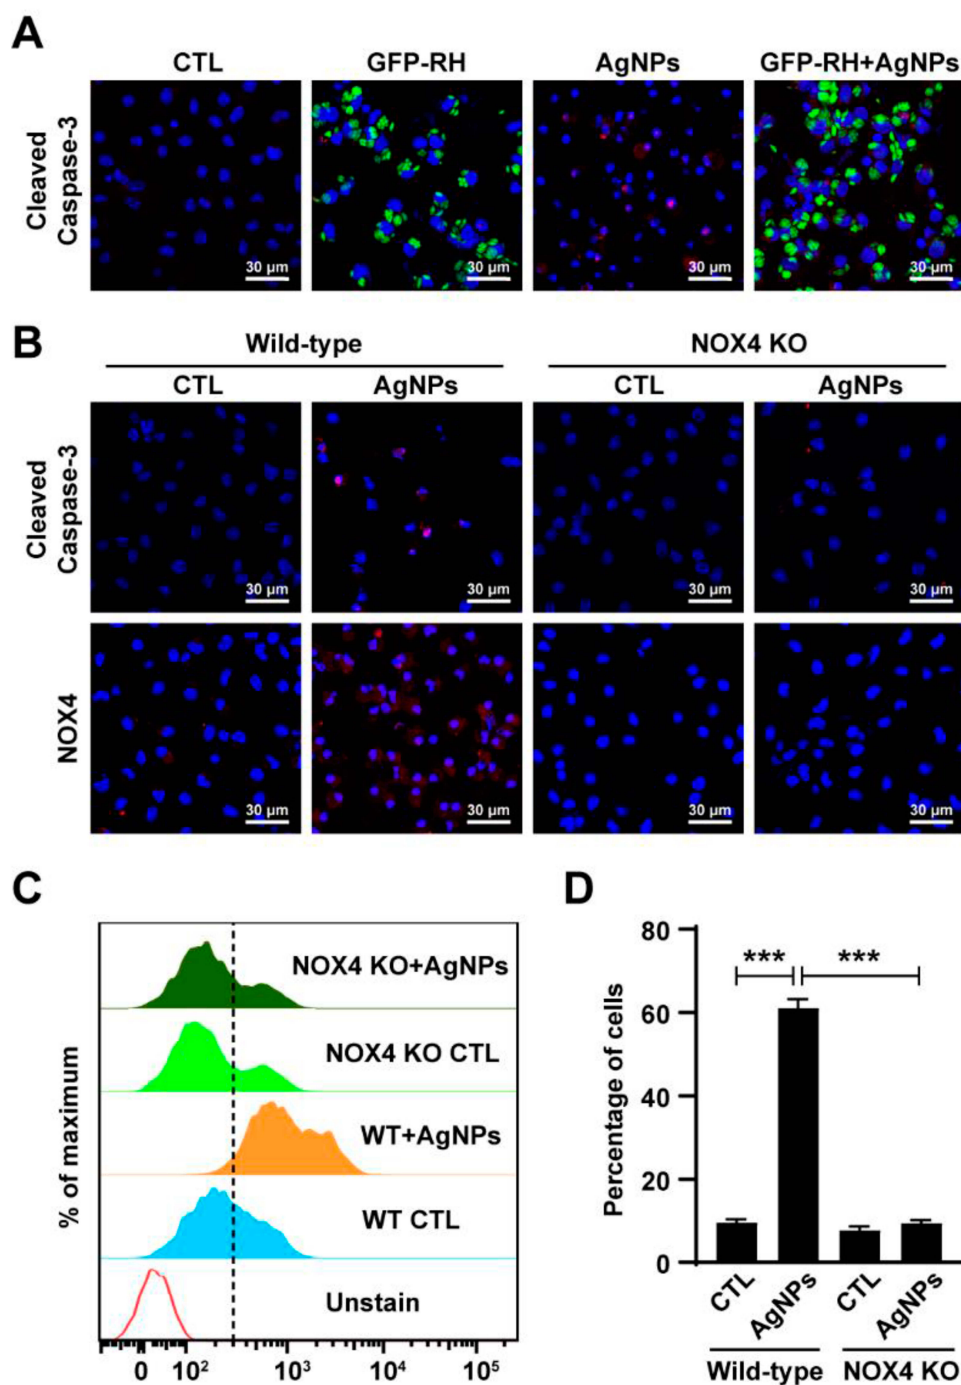 A
CTL GFP-RH AgNPs GFP-RH+AgNPs
Cleaved
Caspase-3
30 µm 30 µm 30 µm 30 µm
B
Wild-type NOX4 KO
CTL AgNPs CTL AgNPs
Cleaved
Caspase-3
30 µm 30 µm 30 µm 30 µm
NOX4
30 µm 30 µm 30 µm 30 µm
C
% of maximum
NOX4 KO+AgNPs
NOX4 KO CTL
WT+AgNPs
WT CTL
Unstain
0 10² 10³ 10⁴ 10⁵
D
Percentage of cells
80
60
40
20
0
*** ***
CTL AgNPs CTL AgNPs
Wild-type NOX4 KO